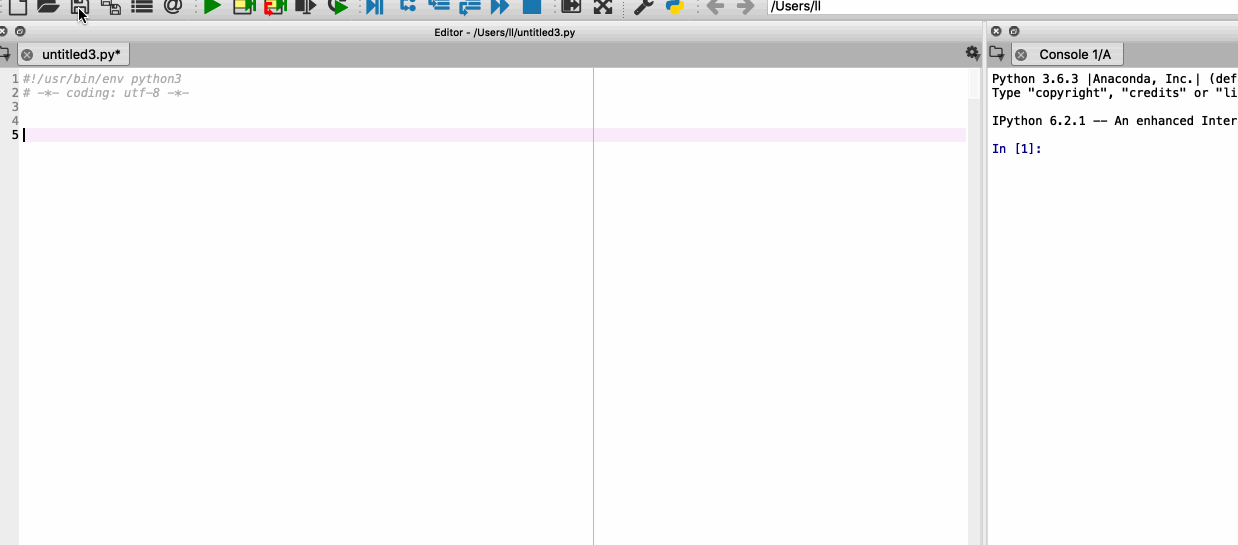 /Users/ll
Editor - /Users/ll/untitled3.py
untitled3.py*
1 #!/usr/bin/env python3
2 # -*- coding: utf-8 -*-
3
4
5
Console 1/A
Python 3.6.3 |Anaconda, Inc.| (def
Type "copyright", "credits" or "li
IPython 6.2.1 -- An enhanced Inter
In [1]: